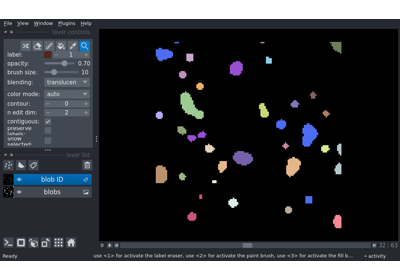 File View Window Plugins Help
layer controls
label: 1
opacity: 0.70
brush size: 10
blending: translucen
color mode: auto
contour: 0
n edit dim: 2
contiguous:
preserve labels:
show selected:
layer list
blob ID
blobs
32 63
Ready use <1> for activate the label eraser, use <2> for activate the paint brush, use <3> for activate the fill b... activity